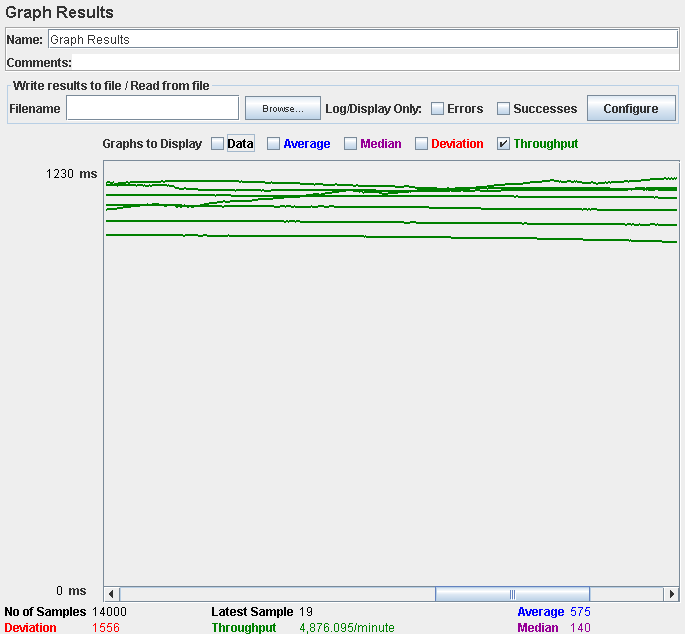 Graph Results
Name: Graph Results
Comments:
Write results to file / Read from file
Filename Browse... Log/Display Only: Errors Successes Configure
Graphs to Display Data Average Median Deviation Throughput
1230 ms
0 ms
No of Samples 14000 Latest Sample 19 Average 575
Deviation 1556 Throughput 4,876.095/minute Median 140